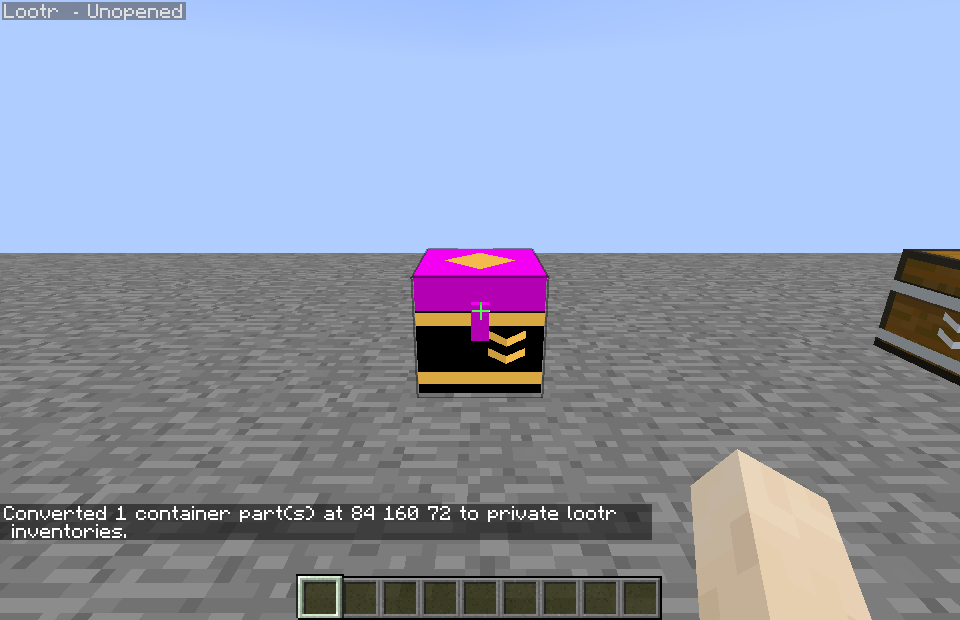 Lootr - Unopened
Converted 1 container part(s) at 84 160 72 to private lootr
inventories.